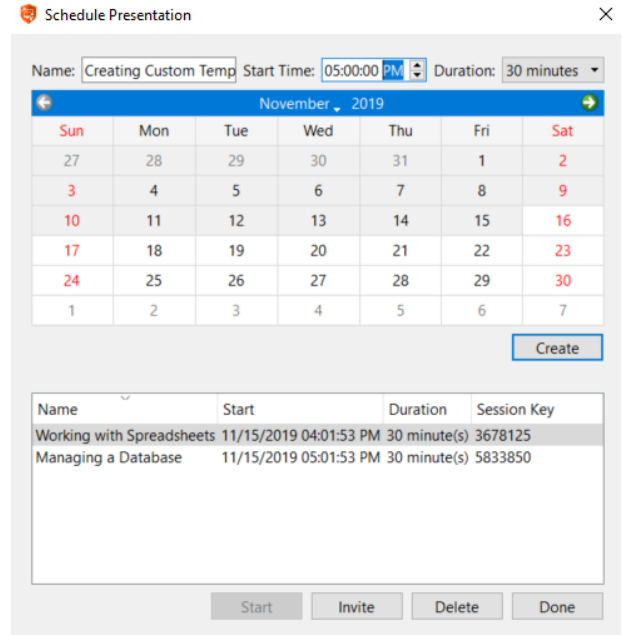 Schedule Presentation
Name: Creating Custom Temp Start Time: 05:00:00 PM Duration: 30 minutes
November 2019
Sun Mon Tue Wed Thu Fri Sat
27 28 29 30 31 1 2
3 4 5 6 7 8 9
10 11 12 13 14 15 16
17 18 19 20 21 22 23
24 25 26 27 28 29 30
1 2 3 4 5 6 7
Create
Name Start Duration Session Key
Working with Spreadsheets 11/15/2019 04:01:53 PM 30 minute(s) 3678125
Managing a Database 11/15/2019 05:01:53 PM 30 minute(s) 5833850
Start Invite Delete Done